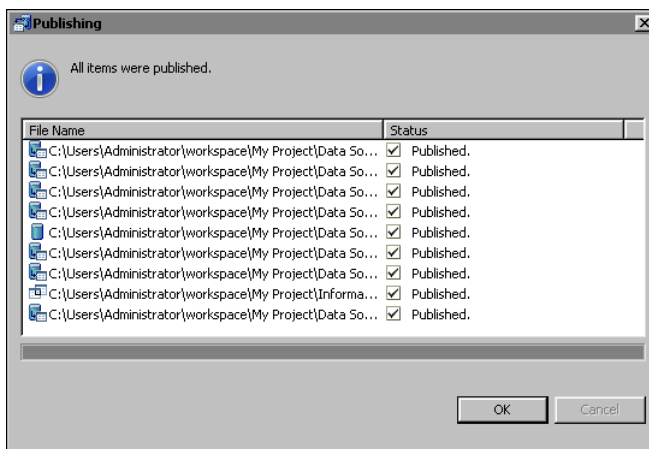 Publishing
All items were published.
File Name Status
C:\Users\Administrator\workspace\My Project\Data So... Published.
C:\Users\Administrator\workspace\My Project\Data So... Published.
C:\Users\Administrator\workspace\My Project\Data So... Published.
C:\Users\Administrator\workspace\My Project\Data So... Published.
C:\Users\Administrator\workspace\My Project\Data So... Published.
C:\Users\Administrator\workspace\My Project\Data So... Published.
C:\Users\Administrator\workspace\My Project\Data So... Published.
C:\Users\Administrator\workspace\My Project\Informa... Published.
C:\Users\Administrator\workspace\My Project\Data So... Published.
OK Cancel